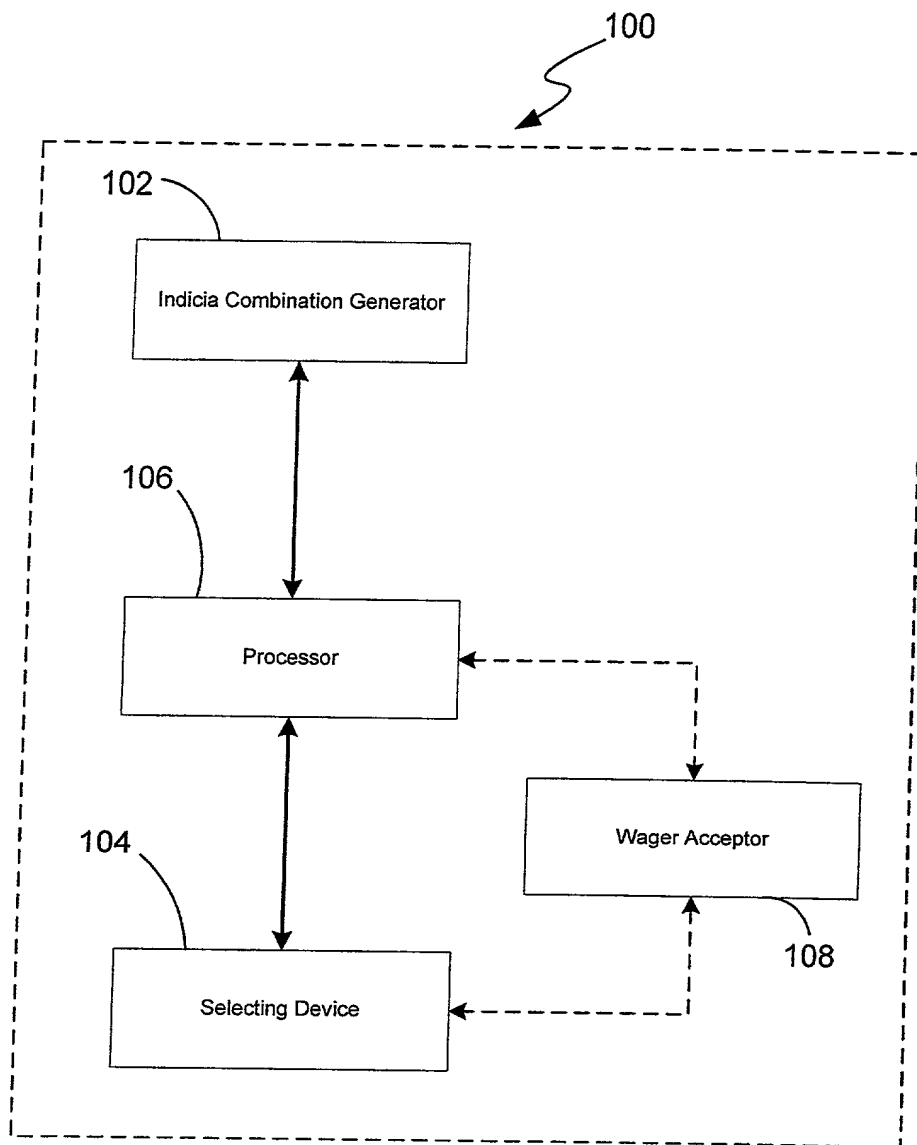 100
102
Indicia Combination Generator
106
Processor
Wager Acceptor
104
108
Selecting Device